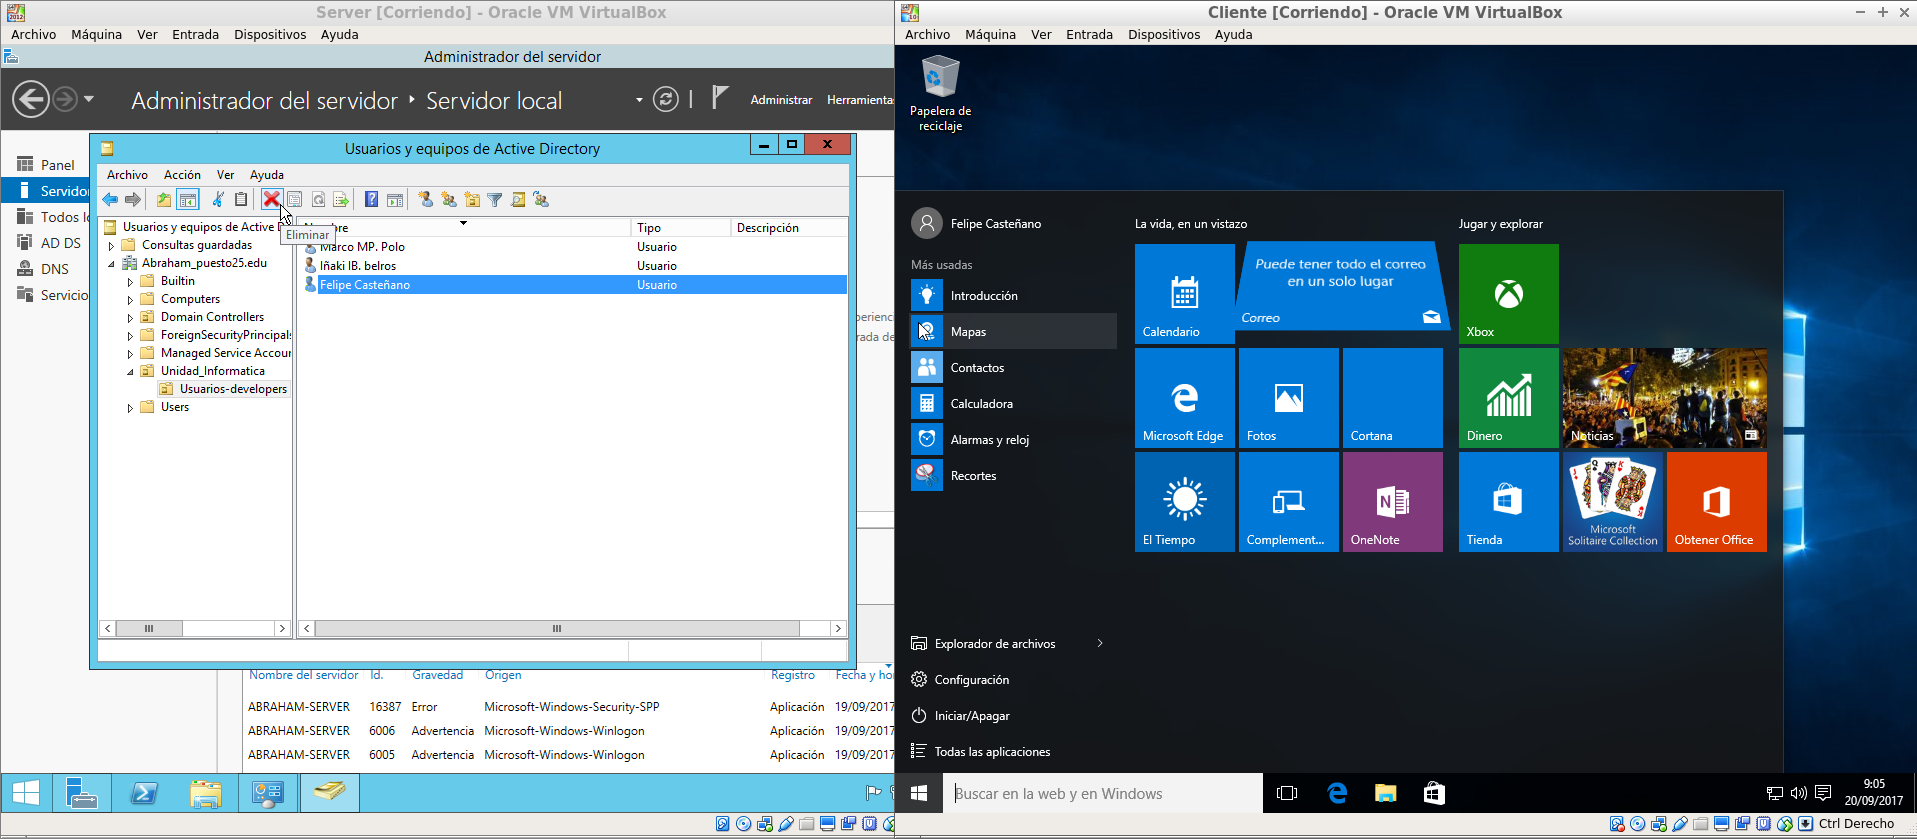 Server [Corriendo] - Oracle VM VirtualBox
Archivo Máquina Ver Entrada Dispositivos Ayuda
Administrador del servidor
Administrador del servidor Servidor local
Administrar Herramienta
Panel
Servido
Todos lo
AD DS
DNS
Servicio
Usuarios y equipos de Active Directory
Archivo Acción Ver Ayuda
Eliminar
Usuarios y equipos de Active D
Consultas guardadas
Abraham_puesto25.edu
Builtin
Computers
Domain Controllers
ForeignSecurityPrincipals
Managed Service Accour
Unidad_Informatica
Usuarios-developers
Users
bre Tipo Descripción
Marco MP. Polo Usuario
Iñaki IB. belros Usuario
Felipe Casteñano Usuario
perienci
rada de
Nombre del servidor Id. Gravedad Origen Registro Fecha y ho
ABRAHAM-SERVER 16387 Error Microsoft-Windows-Security-SPP Aplicación 19/09/2017
ABRAHAM-SERVER 6006 Advertencia Microsoft-Windows-Winlogon Aplicación 19/09/2017
ABRAHAM-SERVER 6005 Advertencia Microsoft-Windows-Winlogon Aplicación 19/09/2017
Cliente [Corriendo] - Oracle VM VirtualBox
Archivo Máquina Ver Entrada Dispositivos Ayuda
Papelera de
reciclaje
Felipe Casteñano
Más usadas
Introducción
Mapas
Contactos
Calculadora
Alarmas y reloj
Recortes
Explorador de archivos
Configuración
Iniciar/Apagar
Todas las aplicaciones
La vida, en un vistazo
Calendario
Puede tener todo el correo
en un solo lugar
Correo
Microsoft Edge
Fotos
Cortana
El Tiempo
Complement...
OneNote
Jugar y explorar
Xbox
Dinero
Noticias
Tienda
Microsoft
Solitaire Collection
Obtener Office
Buscar en la web y en Windows
9:05
20/09/2017
Ctrl Derecho